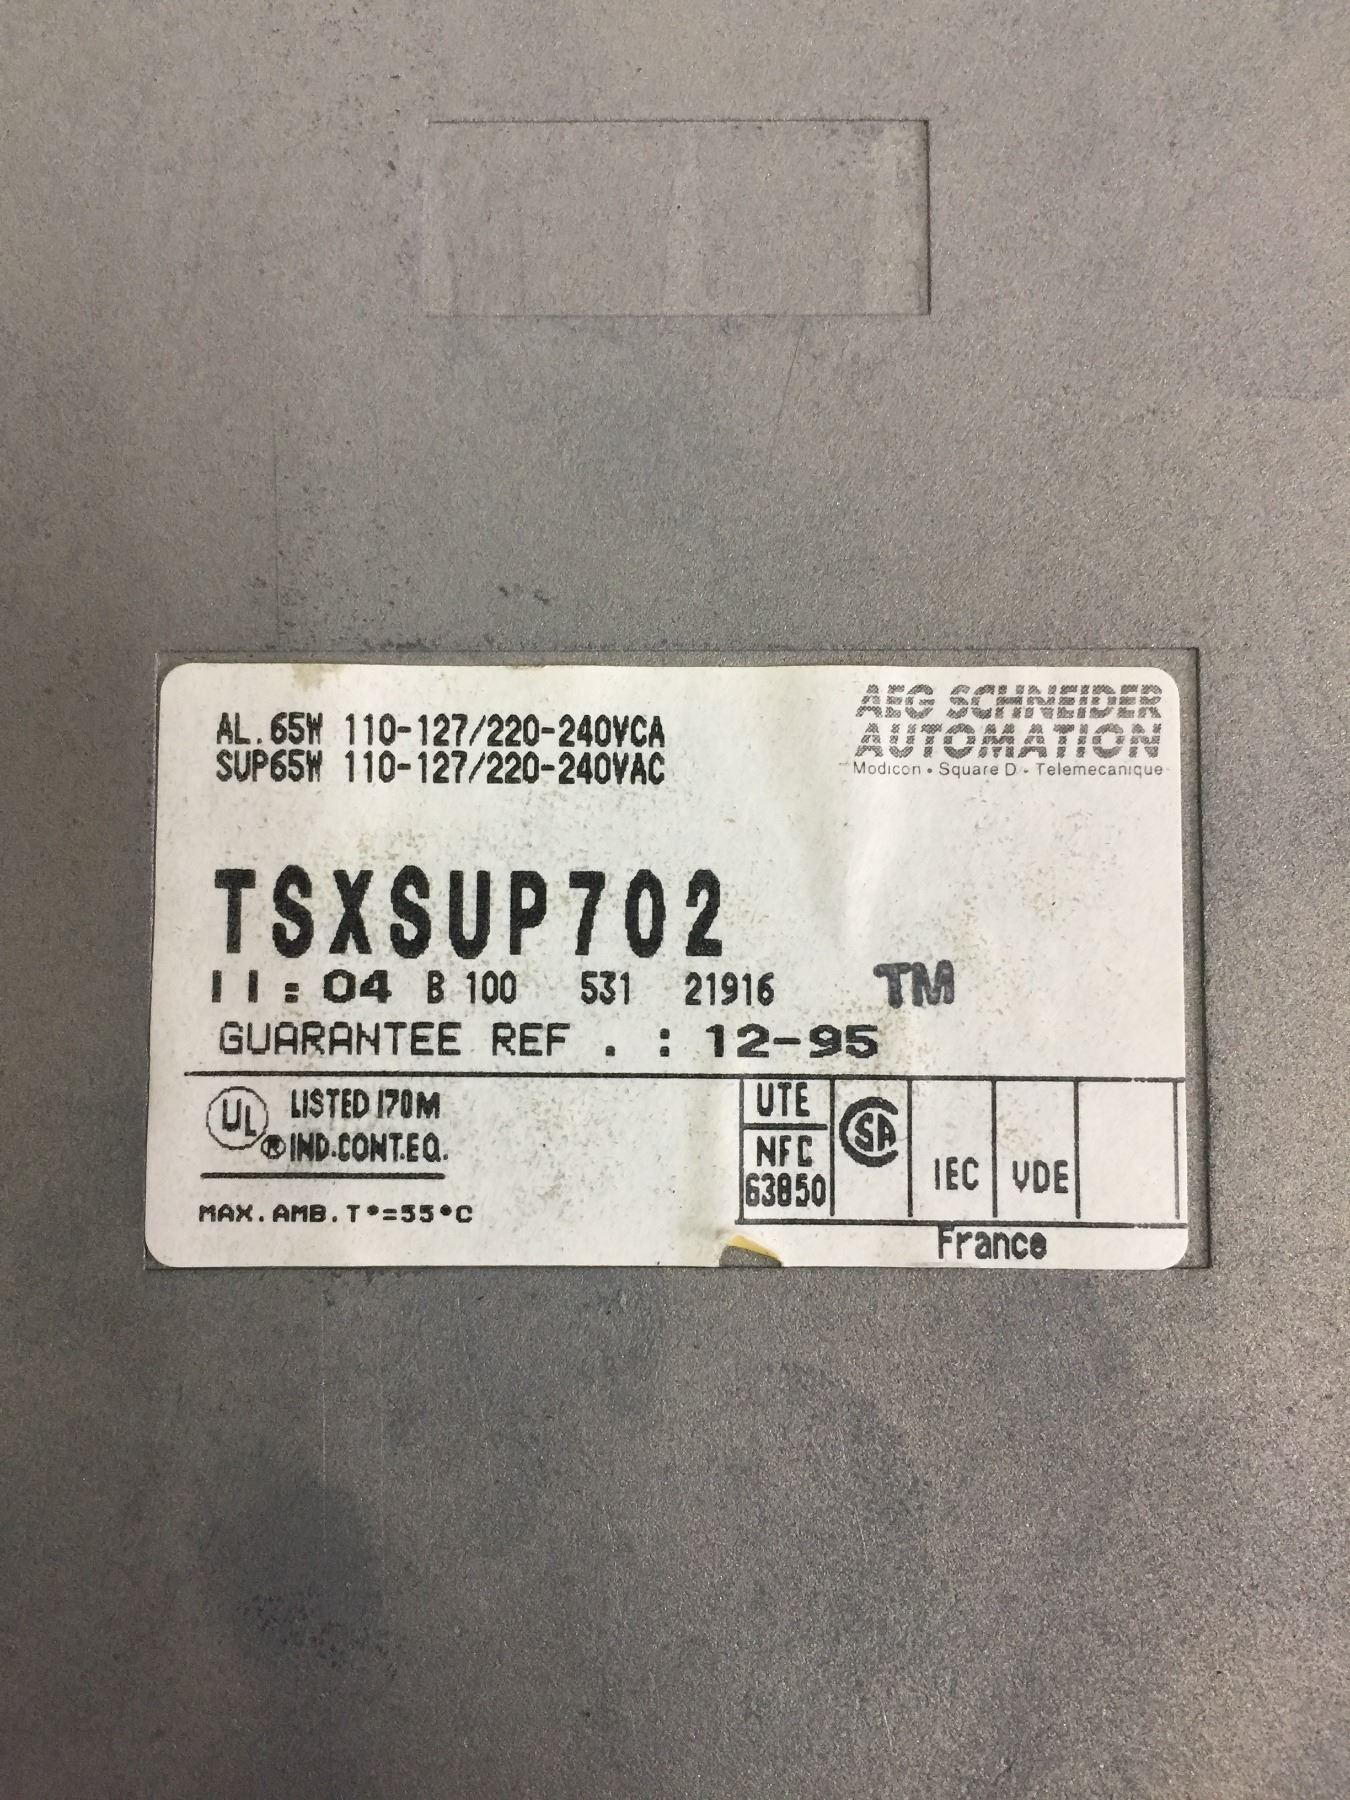 AL.65W 110-127/220-240VCA
SUP65W 110-127/220-240VAC
AEG SCHNEIDER
AUTOMATION
Modicon • Square D • Telemecanique
TSXSUP702
II:04 B 100 531 21916 TM
GUARANTEE REF . : 12-95
UL ® LISTED 170M
IND.CONT.EQ.
MAX.AMB.T°=55°C
UTE
NFC
63850
CSA
IEC
VDE
France